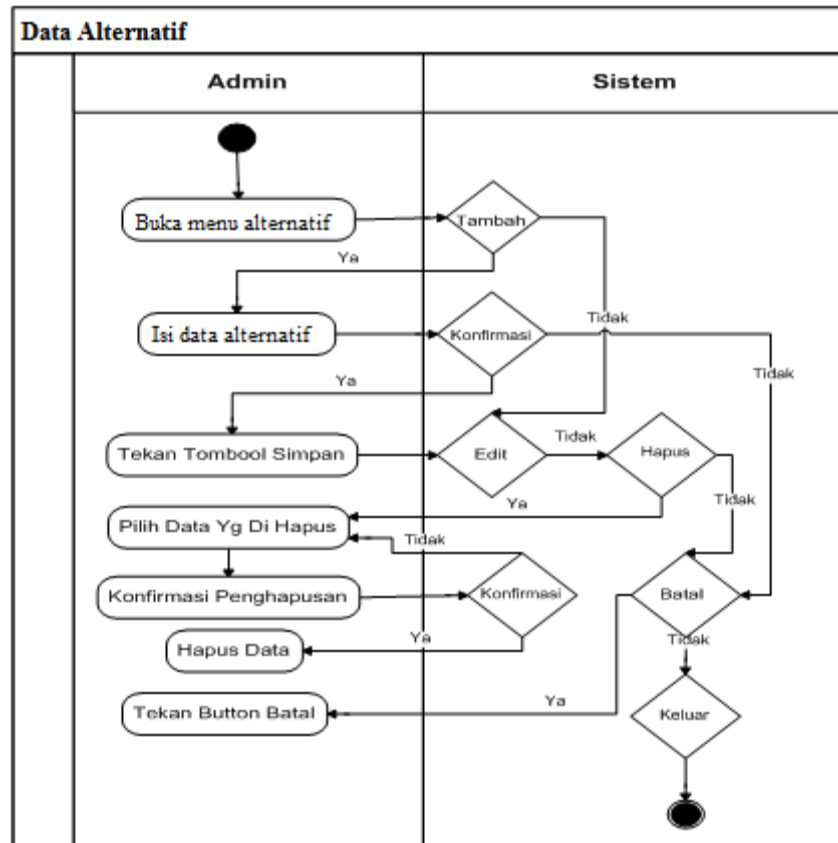 Data Alternatif
Admin
Sistem
Buka menu alternatif
Tambah
Ya
Tidak
Isi data alternatif
Konfirmasi
Tidak
Ya
Tekan Tombool Simpan
Edit
Tidak
Hapus
Tidak
Ya
Pilih Data Yg Di Hapus
Tidak
Konfirmasi Penghapusan
Konfirmasi
Batal
Ya
Tidak
Hapus Data
Ya
Tekan Button Batal
Keluar